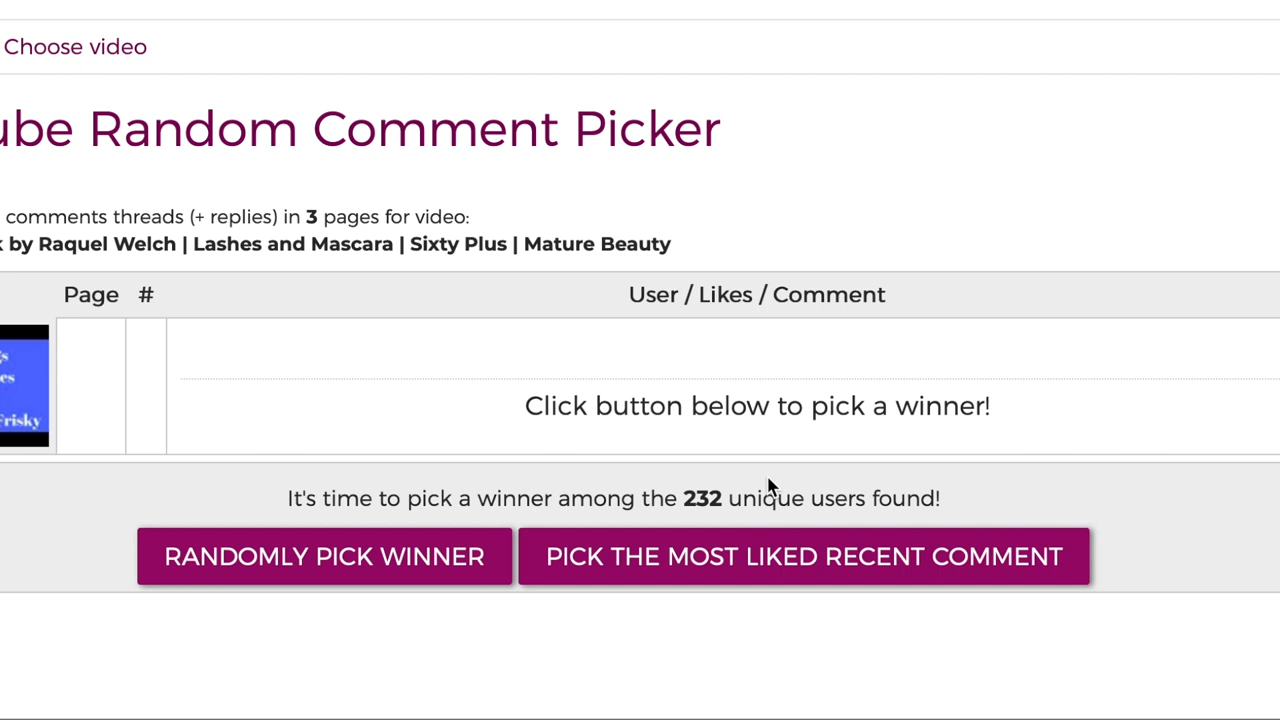 Choose video
ube Random Comment Picker
comments threads (+ replies) in 3 pages for video:
by Raquel Welch | Lashes and Mascara | Sixty Plus | Mature Beauty
Page # User / Likes / Comment
Frisky
Click button below to pick a winner!
It's time to pick a winner among the 232 unique users found!
RANDOMLY PICK WINNER PICK THE MOST LIKED RECENT COMMENT